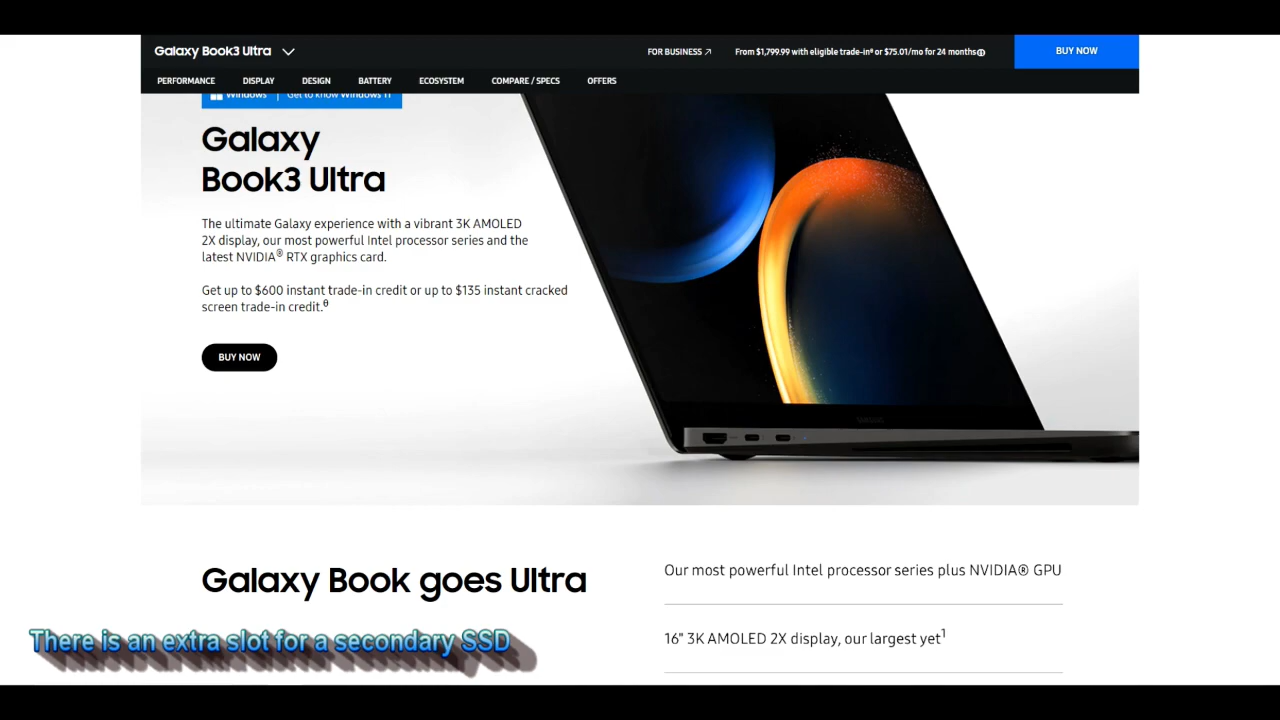 Galaxy Book3 Ultra
FOR BUSINESS ↗
From $1,799.99 with eligible trade-in⁶ or $75.01/mo for 24 months
BUY NOW
PERFORMANCE
DISPLAY
DESIGN
BATTERY
ECOSYSTEM
COMPARE / SPECS
OFFERS
Windows | Get to know Windows 11
Galaxy
Book3 Ultra
The ultimate Galaxy experience with a vibrant 3K AMOLED
2X display, our most powerful Intel processor series and the
latest NVIDIA® RTX graphics card.
Get up to $600 instant trade-in credit or up to $135 instant cracked
screen trade-in credit.θ
BUY NOW
SAMSUNG
Galaxy Book goes Ultra
Our most powerful Intel processor series plus NVIDIA® GPU
16" 3K AMOLED 2X display, our largest yet¹
There is an extra slot for a secondary SSD